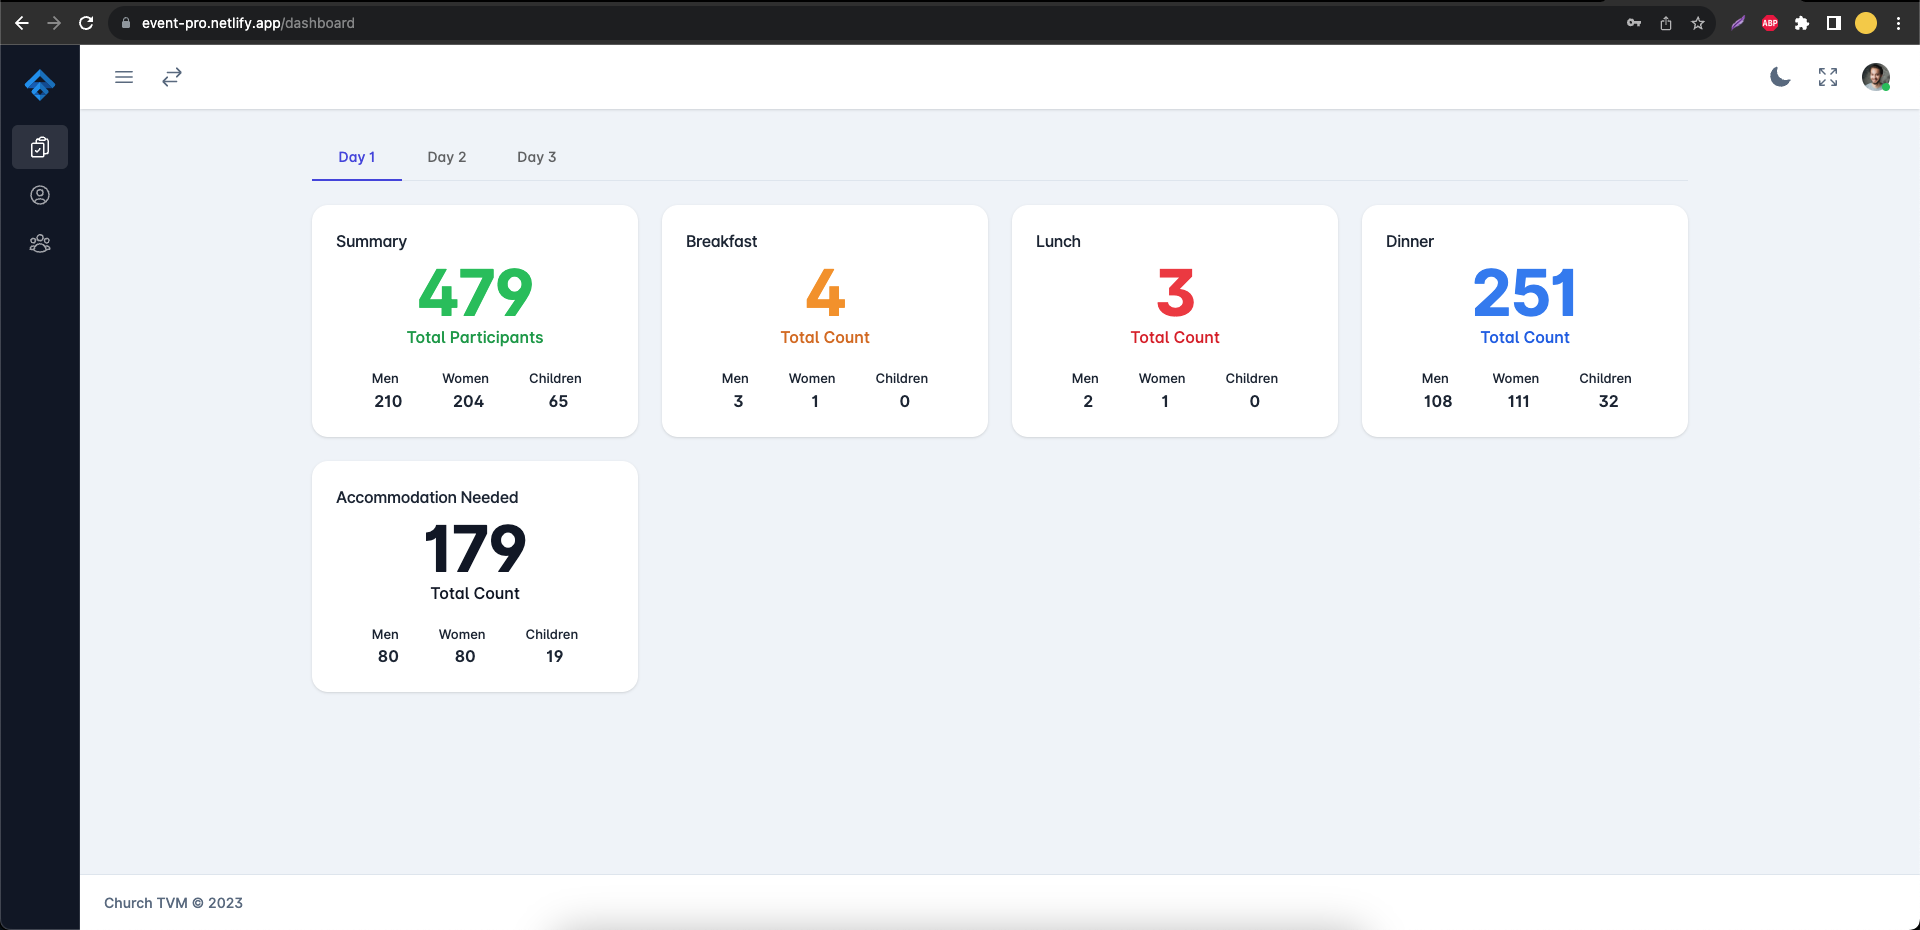 event-pro.netlify.app/dashboard
ABP
Day 1 Day 2 Day 3
Summary
479
Total Participants
Men Women Children
210 204 65
Breakfast
4
Total Count
Men Women Children
3 1 0
Lunch
3
Total Count
Men Women Children
2 1 0
Dinner
251
Total Count
Men Women Children
108 111 32
Accommodation Needed
179
Total Count
Men Women Children
80 80 19
Church TVM © 2023